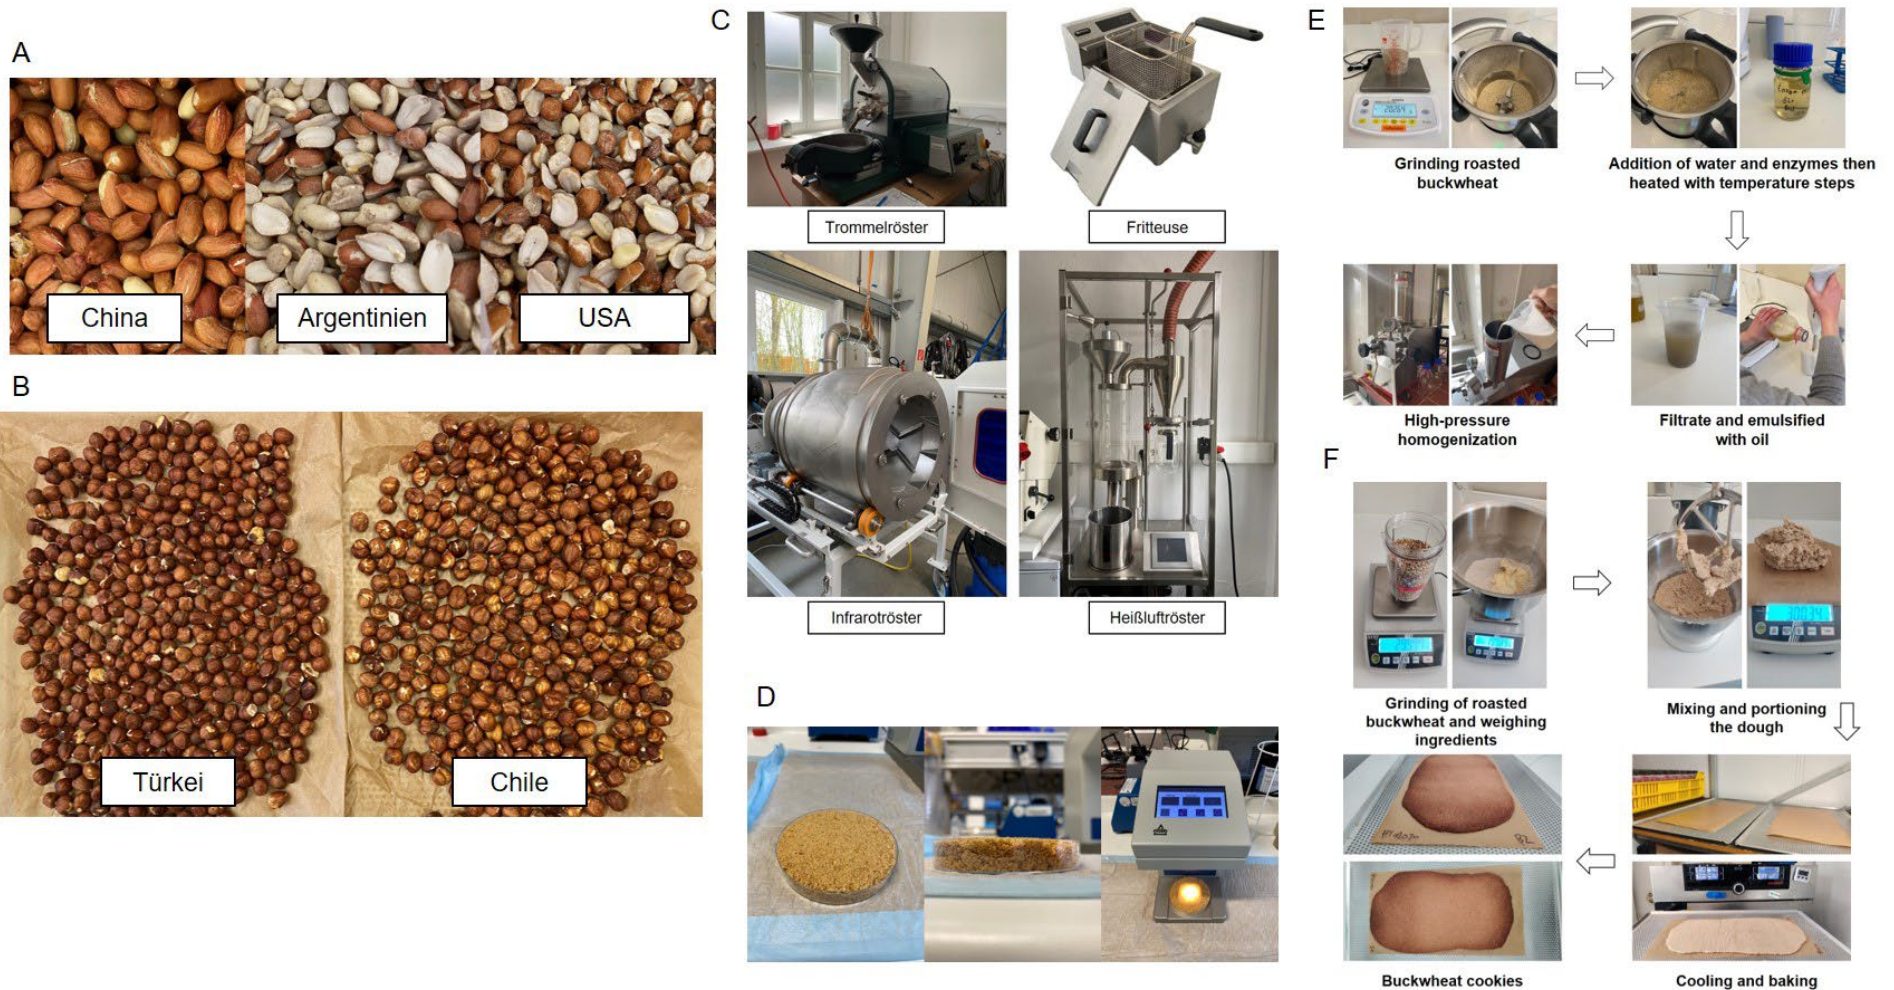 A
China
Argentinien
USA
B
Türkei
Chile
C
Trommelröster
Fritteuse
Infrarotröster
Heißluftröster
D
E
Grinding roasted
buckwheat
Addition of water and enzymes then
heated with temperature steps
Filtrate and emulsified
with oil
High-pressure
homogenization
F
Grinding of roasted
buckwheat and weighing
ingredients
Mixing and portioning
the dough
Cooling and baking
Buckwheat cookies